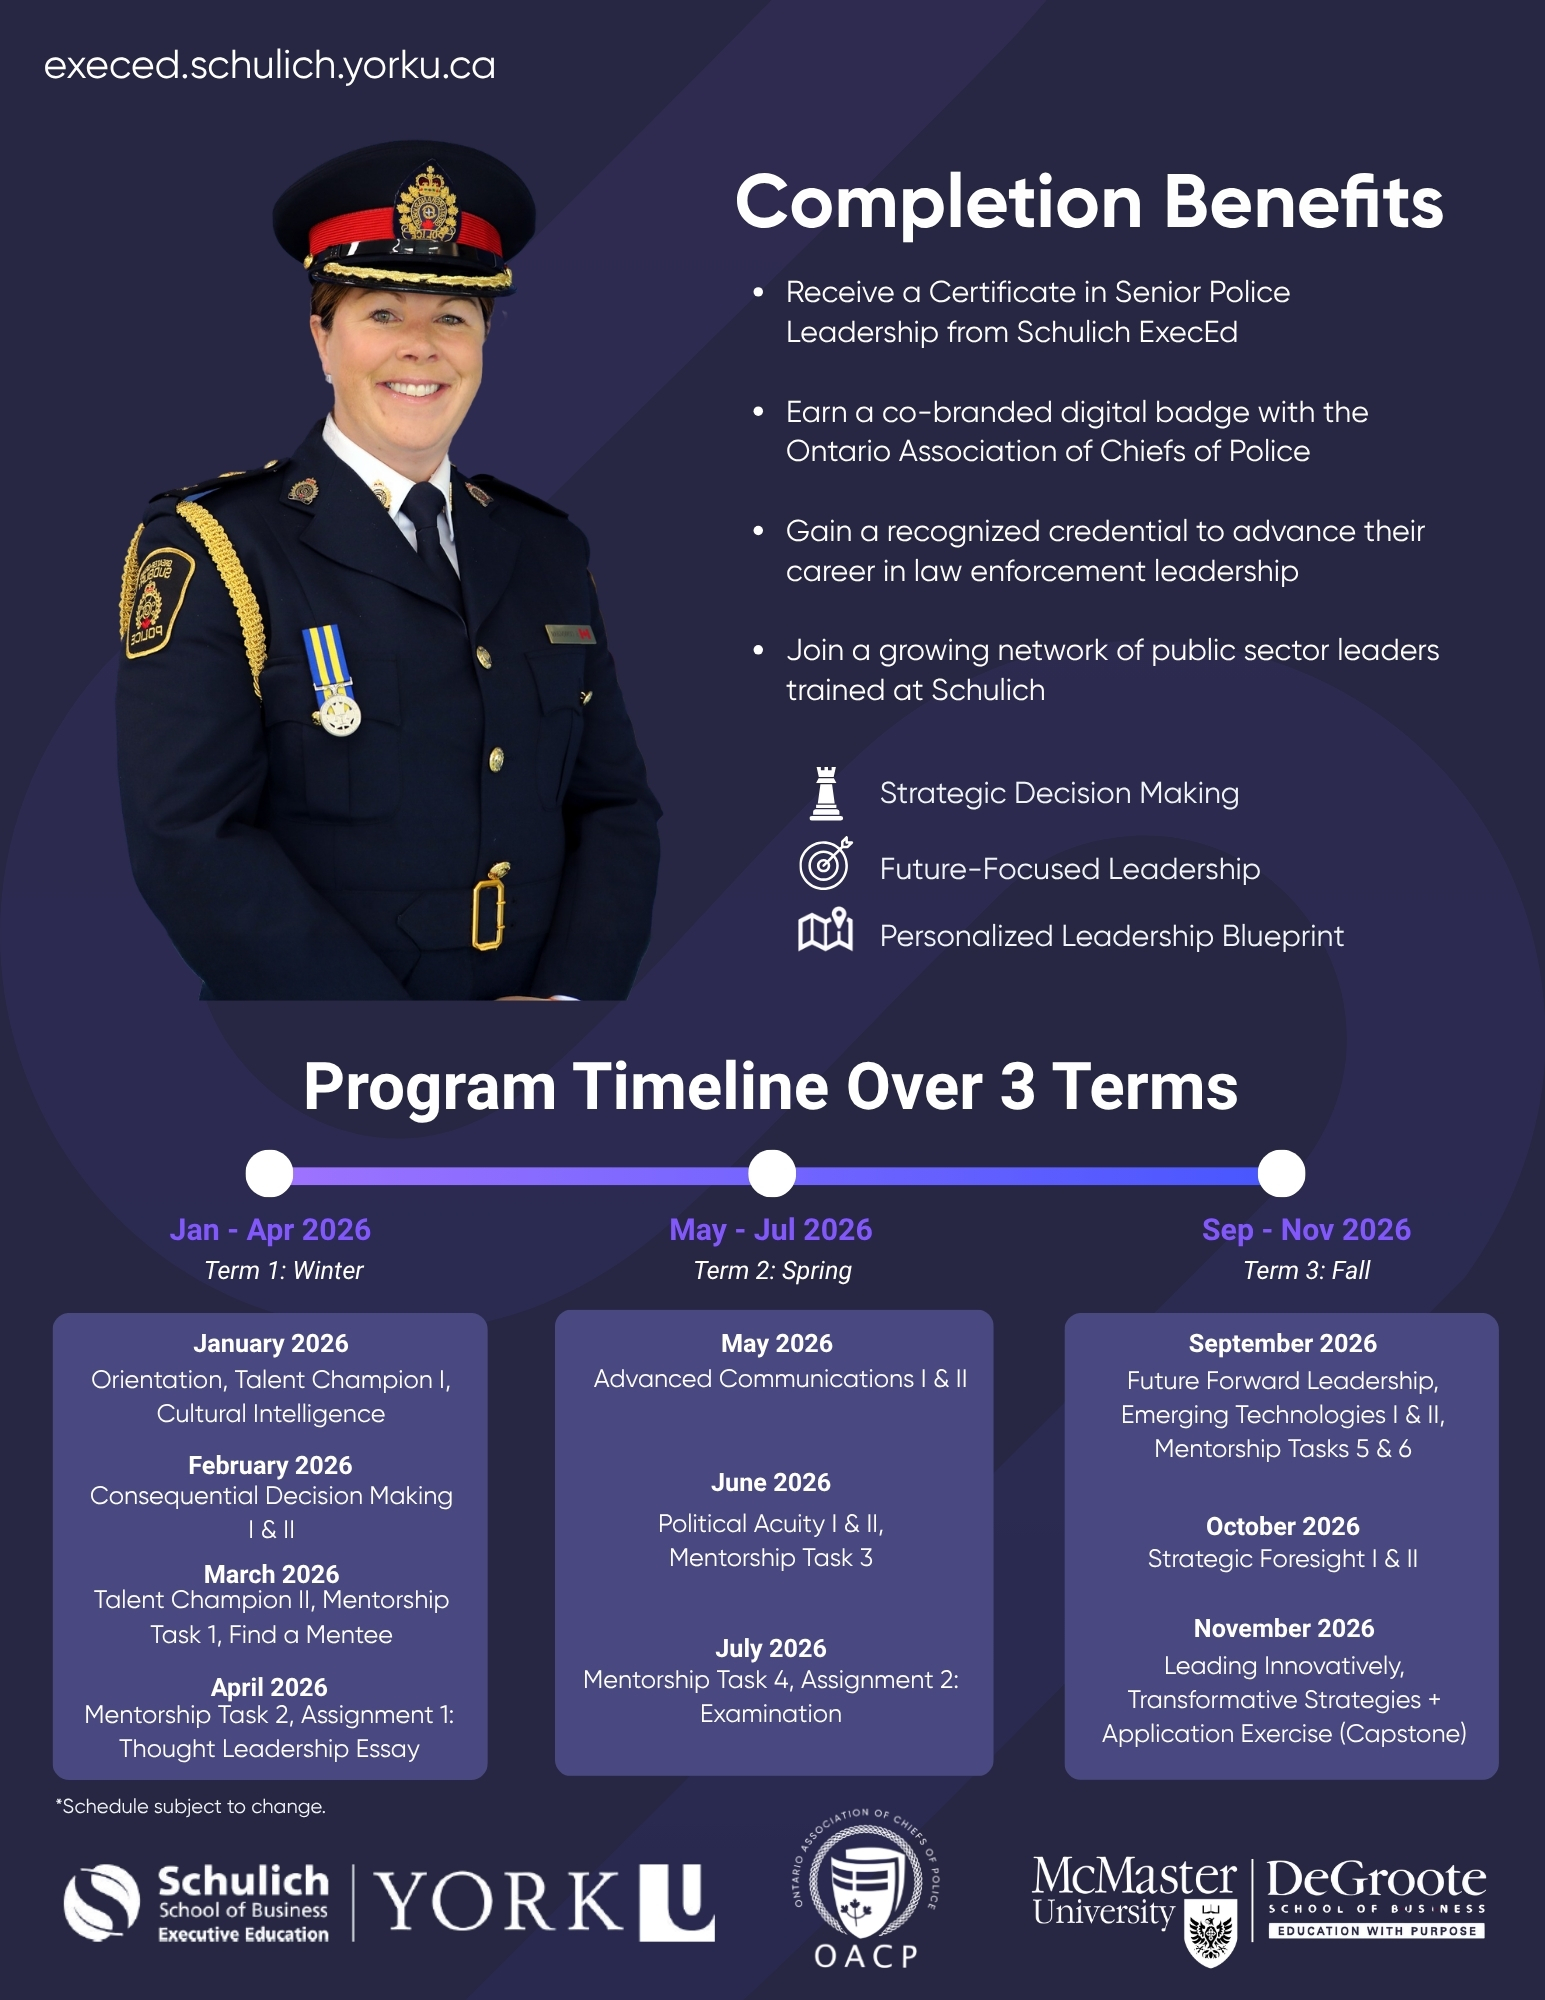 execed.schulich.yorku.ca
Completion Benefits
• Receive a Certificate in Senior Police
Leadership from Schulich ExecEd
• Earn a co-branded digital badge with the
Ontario Association of Chiefs of Police
• Gain a recognized credential to advance their
career in law enforcement leadership
• Join a growing network of public sector leaders
trained at Schulich
Strategic Decision Making
Future-Focused Leadership
Personalized Leadership Blueprint
POLICE
Program Timeline Over 3 Terms
Jan - Apr 2026
Term 1: Winter
January 2026
Orientation, Talent Champion I,
Cultural Intelligence
February 2026
Consequential Decision Making
I & II
March 2026
Talent Champion II, Mentorship
Task 1, Find a Mentee
April 2026
Mentorship Task 2, Assignment 1:
Thought Leadership Essay
May - Jul 2026
Term 2: Spring
May 2026
Advanced Communications I & II
June 2026
Political Acuity I & II,
Mentorship Task 3
July 2026
Mentorship Task 4, Assignment 2:
Examination
Sep - Nov 2026
Term 3: Fall
September 2026
Future Forward Leadership,
Emerging Technologies I & II,
Mentorship Tasks 5 & 6
October 2026
Strategic Foresight I & II
November 2026
Leading Innovatively,
Transformative Strategies +
Application Exercise (Capstone)
*Schedule subject to change.
Schulich
School of Business
Executive Education
YORK U
ONTARIO ASSOCIATION OF CHIEFS OF POLICE
OACP
McMaster
University
DeGroote
SCHOOL OF BUSINESS
EDUCATION WITH PURPOSE